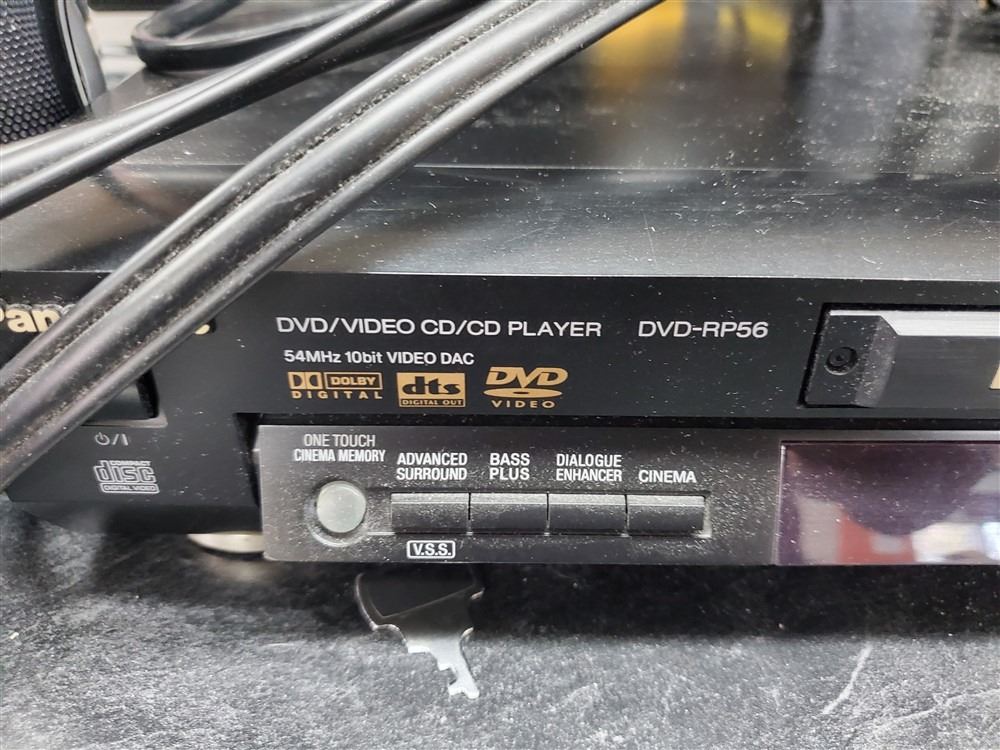 DVD/VIDEO CD/CD PLAYER DVD-RP56
54MHz 10bit VIDEO DAC
DOLBY
DIGITAL
dts
DIGITAL OUT
DVD
VIDEO
ONE TOUCH
CINEMA MEMORY
ADVANCED
SURROUND
BASS
PLUS
DIALOGUE
ENHANCER
CINEMA
V.S.S.
COMPACT
disc
DIGITAL VIDEO